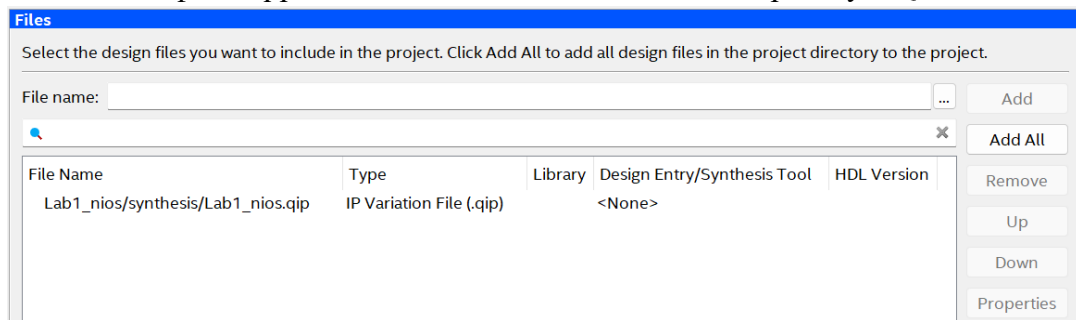 Files
Select the design files you want to include in the project. Click Add All to add all design files in the project directory to the project.
File name: ... Add
Add All
File Name Type Library Design Entry/Synthesis Tool HDL Version
Remove
Lab1_nios/synthesis/Lab1_nios.qip IP Variation File (.qip) <None>
Up
Down
Properties